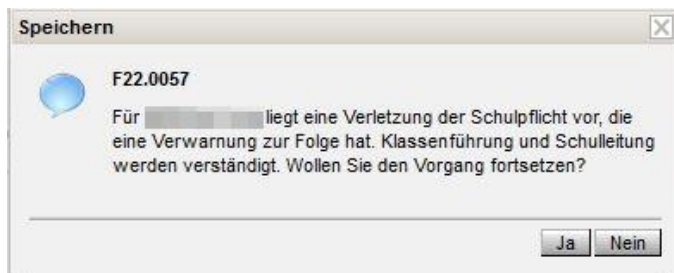 Speichern
F22.0057
Für liegt eine Verletzung der Schulpflicht vor, die
eine Verwarnung zur Folge hat. Klassenführung und Schulleitung
werden verständigt. Wollen Sie den Vorgang fortsetzen?
Ja Nein